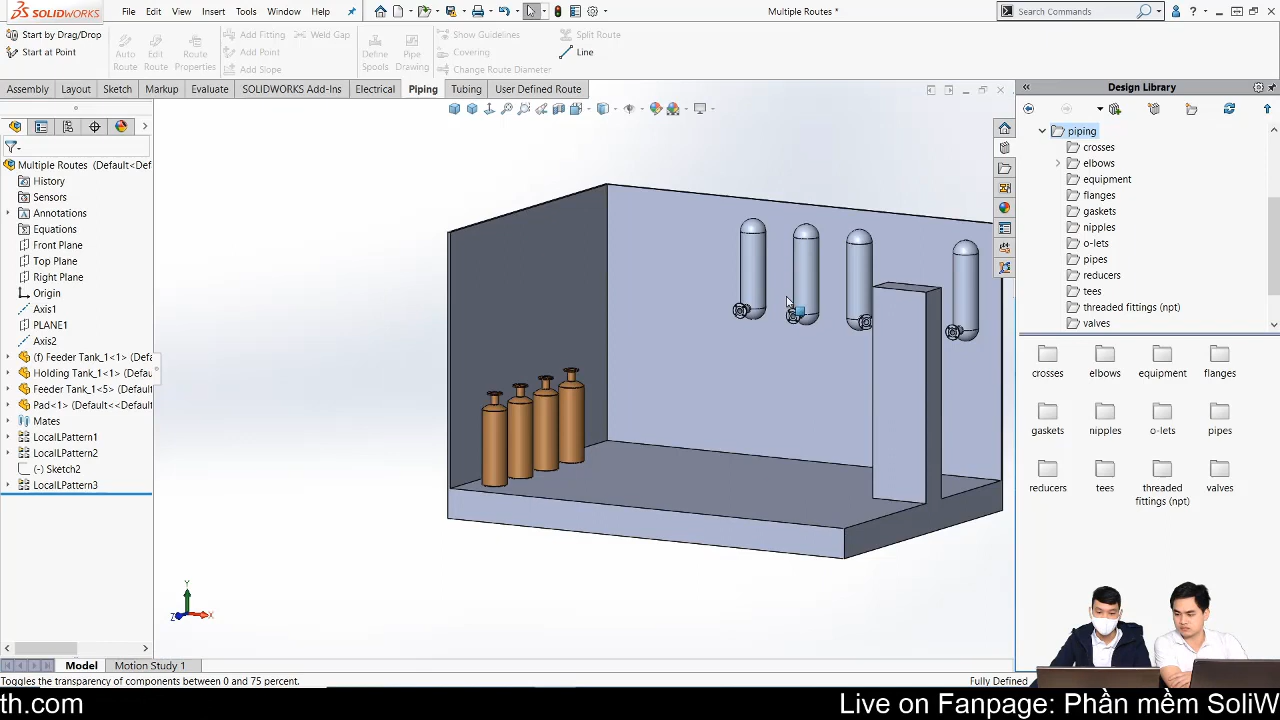 SOLIDWORKS File Edit View Insert Tools Window Help Multiple Routes * Search Commands
Start by Drag/Drop
Start at Point
Auto Route
Edit Route
Route Properties
Add Fitting
Weld Gap
Add Point
Add Slope
Define Spools
Pipe Drawing
Show Guidelines
Covering
Change Route Diameter
Split Route
Line
Assembly Layout Sketch Markup Evaluate SOLIDWORKS Add-Ins Electrical Piping Tubing User Defined Route
Multiple Routes (Default<Def
History
Sensors
Annotations
Equations
Front Plane
Top Plane
Right Plane
Origin
Axis1
PLANE1
Axis2
(f) Feeder Tank_1<1> (Defa
Holding Tank_1<1> (Defau
Feeder Tank_1<5> (Defau
Pad<1> (Default<<Default
Mates
LocalLPattern1
LocalLPattern2
(-) Sketch2
LocalLPattern3
Design Library
piping
crosses
elbows
equipment
flanges
gaskets
nipples
o-lets
pipes
reducers
tees
threaded fittings (npt)
valves
crosses elbows equipment flanges
gaskets nipples o-lets pipes
reducers tees threaded fittings (npt) valves
Y
Z X
Model Motion Study 1
Toggles the transparency of components between 0 and 75 percent. Fully Defined
th.com Live on Fanpage: Phần mềm SoliW